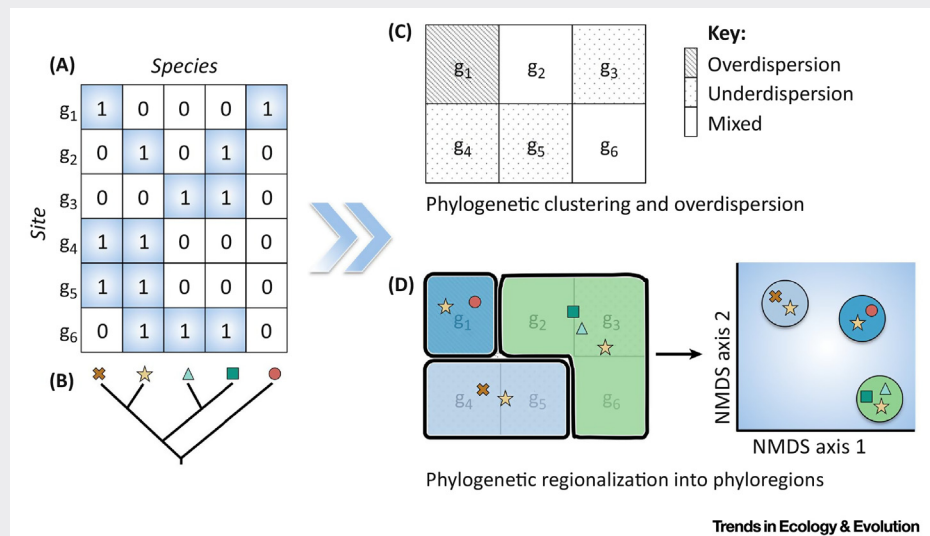 (A)
Species
Site
g1 1 0 0 0 1
g2 0 1 0 1 0
g3 0 0 1 1 0
g4 1 1 0 0 0
g5 1 1 0 0 0
g6 0 1 1 1 0
(B)
(C)
g1 g2 g3
g4 g5 g6
Key:
Overdispersion
Underdispersion
Mixed
Phylogenetic clustering and overdispersion
(D)
g1 g2 g3
g4 g5 g6
NMDS axis 2
NMDS axis 1
Phylogenetic regionalization into phyloregions
Trends in Ecology & Evolution